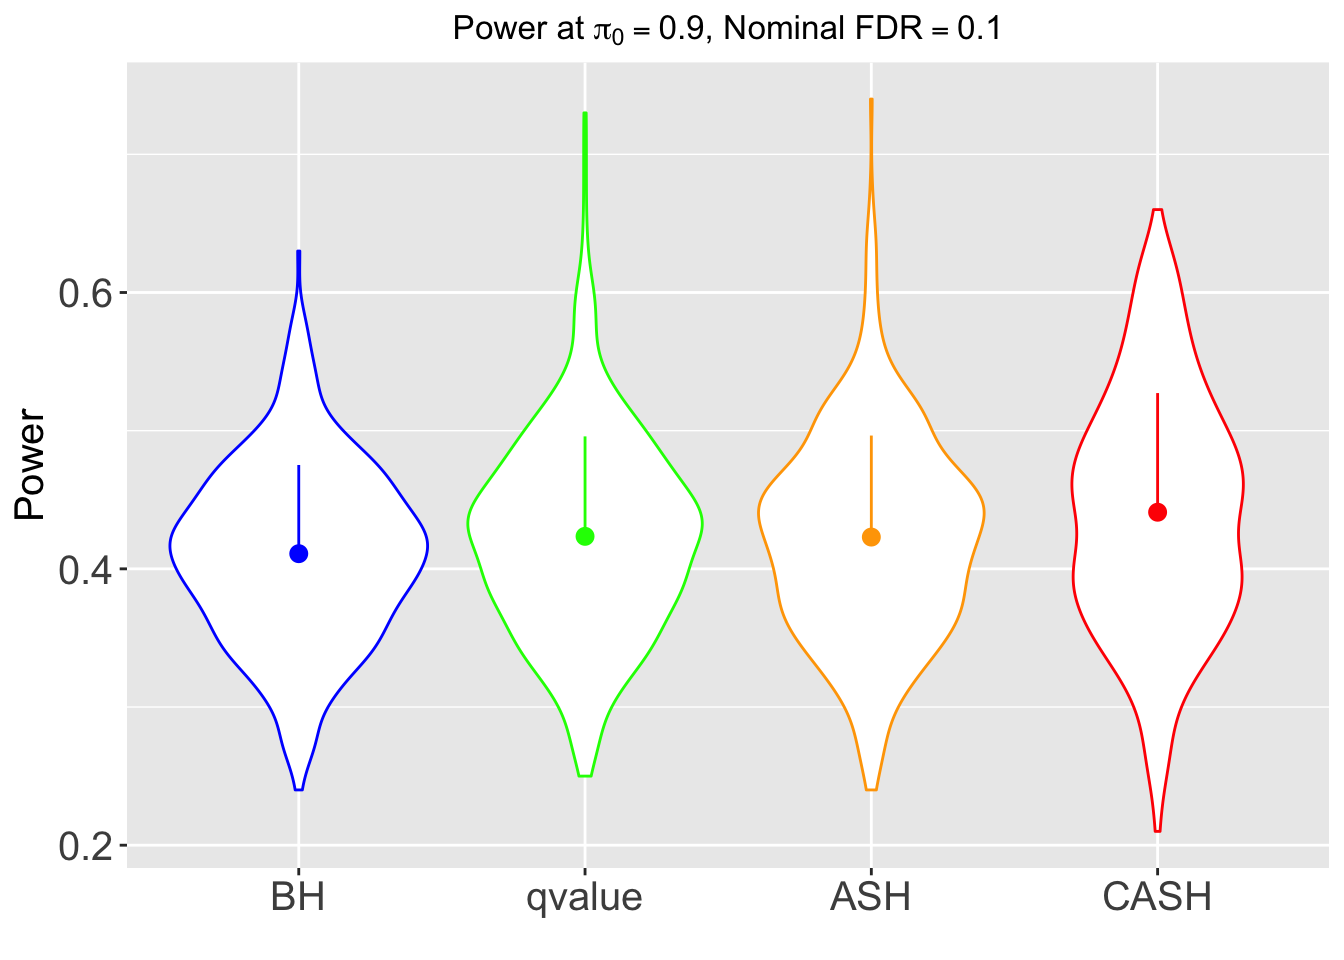 Power at π₀ = 0.9, Nominal FDR = 0.1
Power
0.6
0.4
0.2
BH qvalue ASH CASH